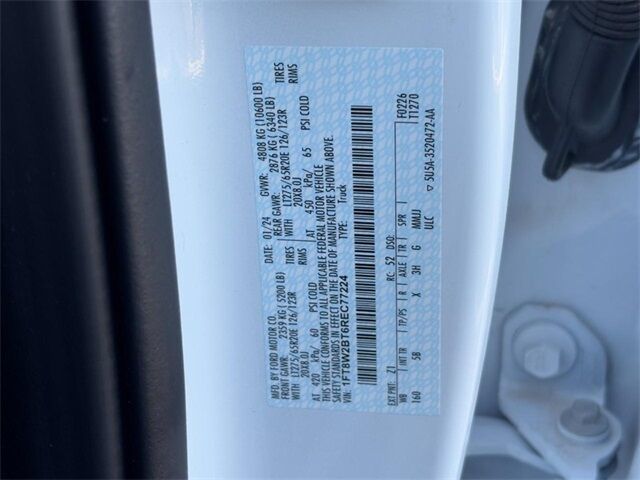 MFD. BY FORD MOTOR CO.
DATE: 01/24 GVWR: 4808 KG (10600 LB)
FRONT GAWR: 2359 KG (5200 LB) REAR GAWR: 2876 KG (6340 LB)
WITH LT275/65R20E 126/123R TIRES WITH LT275/65R20E 126/123R TIRES
20X8.0J RIMS 20X8.0J RIMS
AT 420 kPa/ 60 PSI COLD AT 450 kPa/ 65 PSI COLD
THIS VEHICLE CONFORMS TO ALL APPLICABLE FEDERAL MOTOR VEHICLE
SAFETY STANDARDS IN EFFECT ON THE DATE OF MANUFACTURE SHOWN ABOVE.
VIN: 1FT8W2BT6REC77224 TYPE: Truck
F0226
T1270
EXT PNT: Z1 RC: 52 DSO:
WB INT TR TP/PS R AXLE TR SPR
160 5B X 3H G MMUJ
ULC ▽ 5U5A-3520472-AA